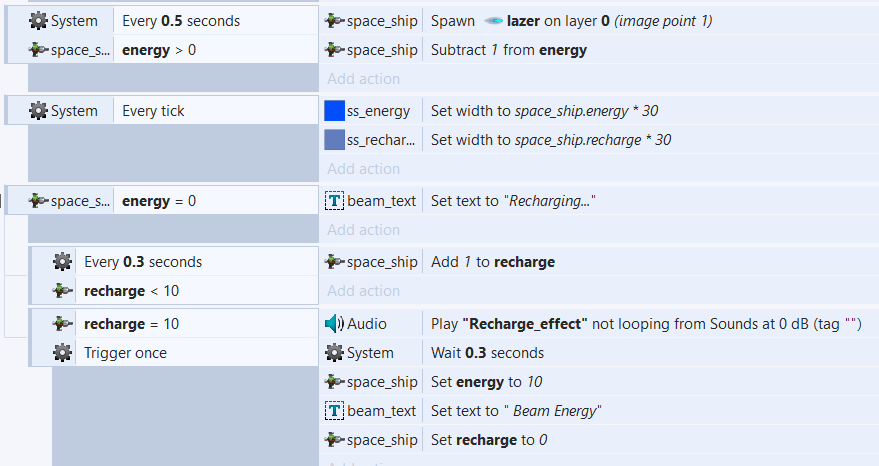 System Every 0.5 seconds space_ship Spawn lazer on layer 0 (image point 1)
space_s... energy > 0 space_ship Subtract 1 from energy
Add action
System Every tick ss_energy Set width to space_ship.energy * 30
ss_rechar... Set width to space_ship.recharge * 30
Add action
space_s... energy = 0 beam_text Set text to "Recharging..."
Add action
Every 0.3 seconds space_ship Add 1 to recharge
recharge < 10 Add action
recharge = 10 Audio Play "Recharge_effect" not looping from Sounds at 0 dB (tag "")
Trigger once System Wait 0.3 seconds
space_ship Set energy to 10
beam_text Set text to " Beam Energy"
space_ship Set recharge to 0
Add action